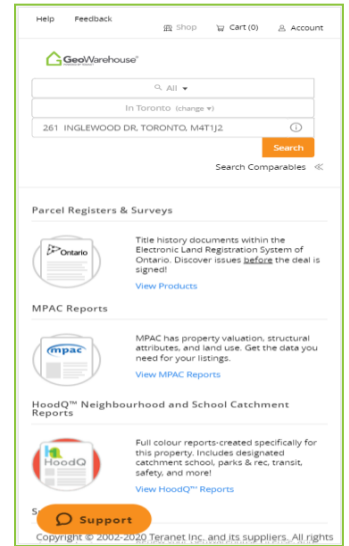 Help Feedback Shop Cart (0) Account
GeoWarehouse®
All
In Toronto (change)
261 INGLEWOOD DR, TORONTO, M4T1J2
Search
Search Comparables
Parcel Registers & Surveys
Ontario
Title history documents within the
Electronic Land Registration System of
Ontario. Discover issues before the deal is
signed!
View Products
MPAC Reports
mpac
MPAC has property valuation, structural
attributes, and land use. Get the data you
need for your listings.
View MPAC Reports
HoodQ™ Neighbourhood and School Catchment
Reports
HoodQ
Full colour reports-created specifically for
this property. Includes designated
catchment school, parks & rec, transit,
safety, and more!
View HoodQ™ Reports
Support
Copyright © 2002-2020 Teranet Inc. and its suppliers. All rights